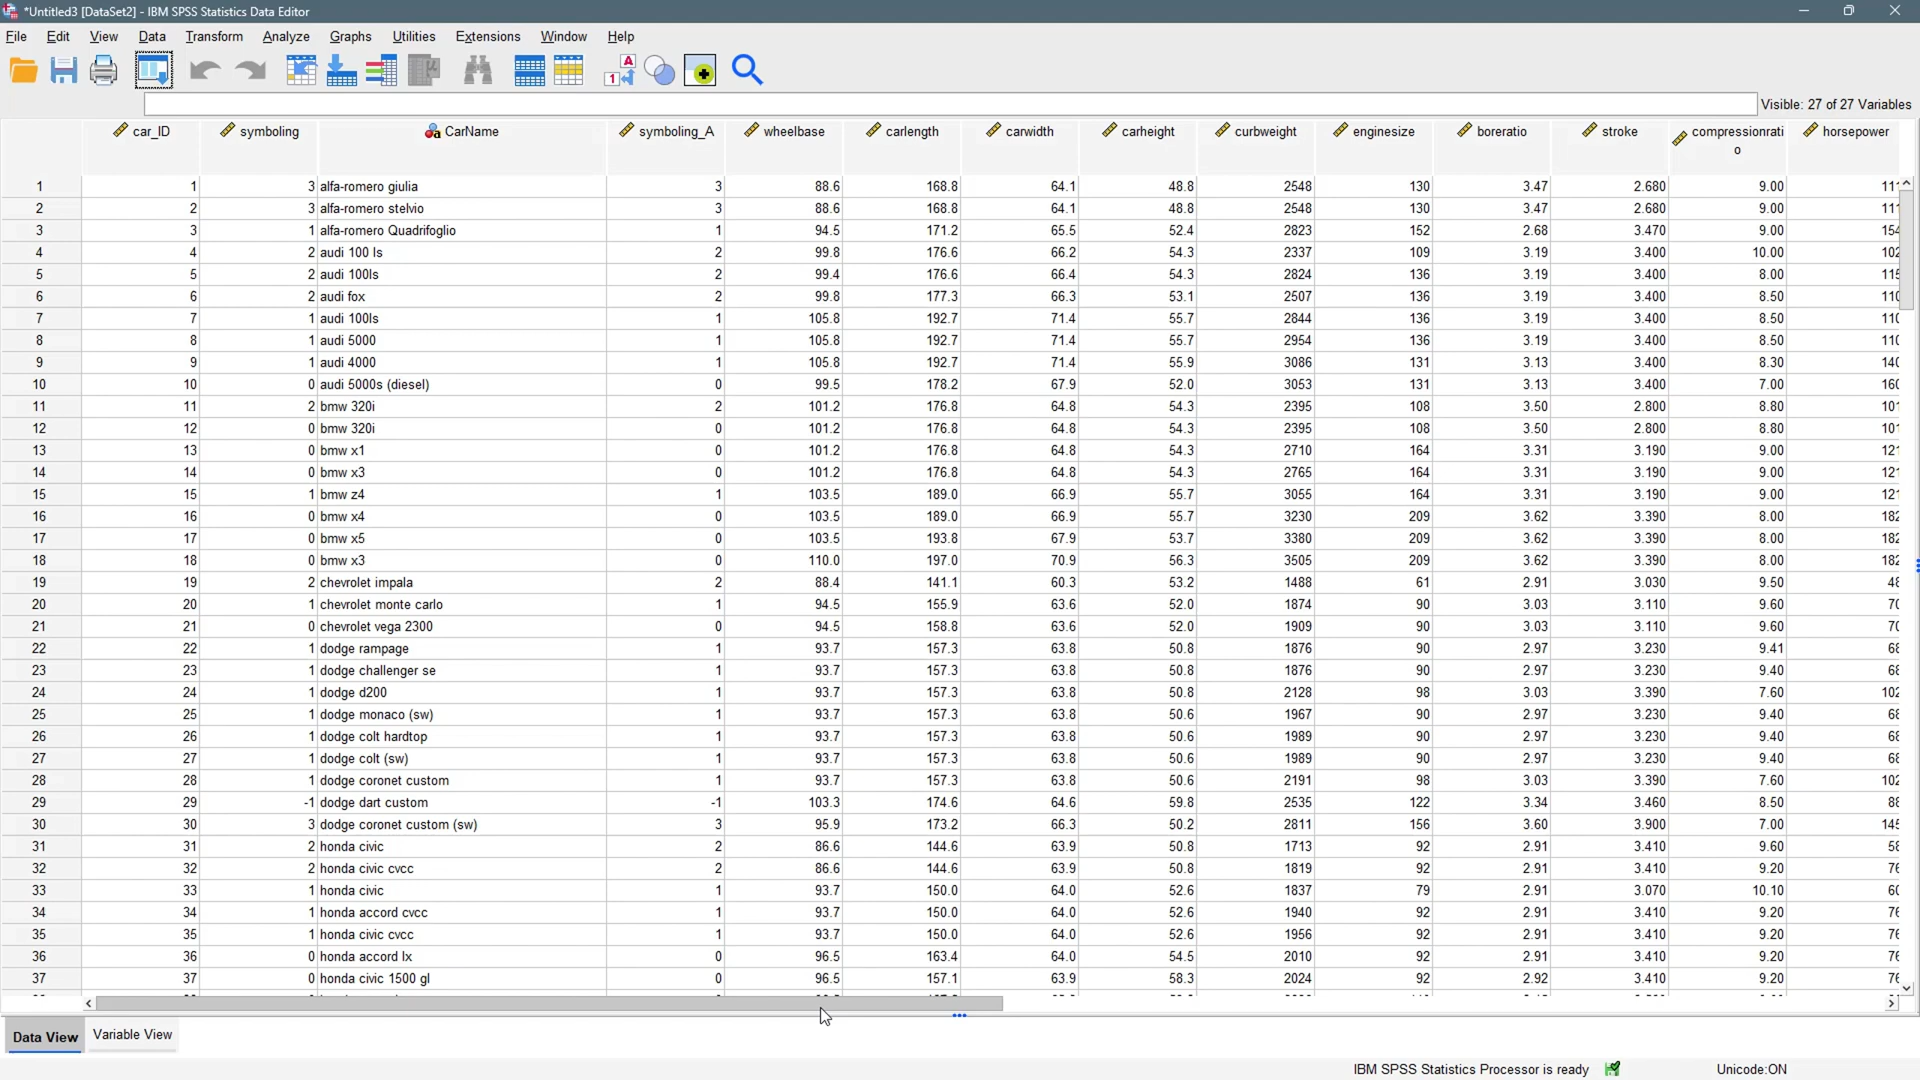 *Untitled3 [DataSet2] - IBM SPSS Statistics Data Editor
File Edit View Data Transform Analyze Graphs Utilities Extensions Window Help
Visible: 27 of 27 Variables
car_ID symboling CarName symboling_A wheelbase carlength carwidth carheight curbweight enginesize boreratio stroke compressionratio horsepower
1 1 3 alfa-romero giulia 3 88.6 168.8 64.1 48.8 2548 130 3.47 2.680 9.00 111
2 2 3 alfa-romero stelvio 3 88.6 168.8 64.1 48.8 2548 130 3.47 2.680 9.00 111
3 3 1 alfa-romero Quadrifoglio 1 94.5 171.2 65.5 52.4 2823 152 2.68 3.470 9.00 154
4 4 2 audi 100 ls 2 99.8 176.6 66.2 54.3 2337 109 3.19 3.400 10.00 102
5 5 2 audi 100ls 2 99.4 176.6 66.4 54.3 2824 136 3.19 3.400 8.00 115
6 6 2 audi fox 2 99.8 177.3 66.3 53.1 2507 136 3.19 3.400 8.50 110
7 7 1 audi 100ls 1 105.8 192.7 71.4 55.7 2844 136 3.19 3.400 8.50 110
8 8 1 audi 5000 1 105.8 192.7 71.4 55.7 2954 136 3.19 3.400 8.50 110
9 9 1 audi 4000 1 105.8 192.7 71.4 55.9 3086 131 3.13 3.400 8.30 140
10 10 0 audi 5000s (diesel) 0 99.5 178.2 67.9 52.0 3053 131 3.13 3.400 7.00 160
11 11 2 bmw 320i 2 101.2 176.8 64.8 54.3 2395 108 3.50 2.800 8.80 101
12 12 0 bmw 320i 0 101.2 176.8 64.8 54.3 2395 108 3.50 2.800 8.80 101
13 13 0 bmw x1 0 101.2 176.8 64.8 54.3 2710 164 3.31 3.190 9.00 121
14 14 0 bmw x3 0 101.2 176.8 64.8 54.3 2765 164 3.31 3.190 9.00 121
15 15 1 bmw z4 1 103.5 189.0 66.9 55.7 3055 164 3.31 3.190 9.00 121
16 16 0 bmw x4 0 103.5 189.0 66.9 55.7 3230 209 3.62 3.390 8.00 182
17 17 0 bmw x5 0 103.5 193.8 67.9 53.7 3380 209 3.62 3.390 8.00 182
18 18 0 bmw x3 0 110.0 197.0 70.9 56.3 3505 209 3.62 3.390 8.00 182
19 19 2 chevrolet impala 2 88.4 141.1 60.3 53.2 1488 61 2.91 3.030 9.50 48
20 20 1 chevrolet monte carlo 1 94.5 155.9 63.6 52.0 1874 90 3.03 3.110 9.60 70
21 21 0 chevrolet vega 2300 0 94.5 158.8 63.6 52.0 1909 90 3.03 3.110 9.60 70
22 22 1 dodge rampage 1 93.7 157.3 63.8 50.8 1876 90 2.97 3.230 9.41 68
23 23 1 dodge challenger se 1 93.7 157.3 63.8 50.8 1876 90 2.97 3.230 9.40 68
24 24 1 dodge d200 1 93.7 157.3 63.8 50.8 2128 98 3.03 3.390 7.60 102
25 25 1 dodge monaco (sw) 1 93.7 157.3 63.8 50.6 1967 90 2.97 3.230 9.40 68
26 26 1 dodge colt hardtop 1 93.7 157.3 63.8 50.6 1989 90 2.97 3.230 9.40 68
27 27 1 dodge colt (sw) 1 93.7 157.3 63.8 50.6 1989 90 2.97 3.230 9.40 68
28 28 1 dodge coronet custom 1 93.7 157.3 63.8 50.6 2191 98 3.03 3.390 7.60 102
29 29 -1 dodge dart custom -1 103.3 174.6 64.6 59.8 2535 122 3.34 3.460 8.50 88
30 30 3 dodge coronet custom (sw) 3 95.9 173.2 66.3 50.2 2811 156 3.60 3.900 7.00 145
31 31 2 honda civic 2 86.6 144.6 63.9 50.8 1713 92 2.91 3.410 9.60 58
32 32 2 honda civic cvcc 2 86.6 144.6 63.9 50.8 1819 92 2.91 3.410 9.20 76
33 33 1 honda civic 1 93.7 150.0 64.0 52.6 1837 79 2.91 3.070 10.10 60
34 34 1 honda accord cvcc 1 93.7 150.0 64.0 52.6 1940 92 2.91 3.410 9.20 76
35 35 1 honda civic cvcc 1 93.7 150.0 64.0 52.6 1956 92 2.91 3.410 9.20 76
36 36 0 honda accord lx 0 96.5 163.4 64.0 54.5 2010 92 2.91 3.410 9.20 76
37 37 0 honda civic 1500 gl 0 96.5 157.1 63.9 58.3 2024 92 2.92 3.410 9.20 76
Data View Variable View
IBM SPSS Statistics Processor is ready Unicode:ON